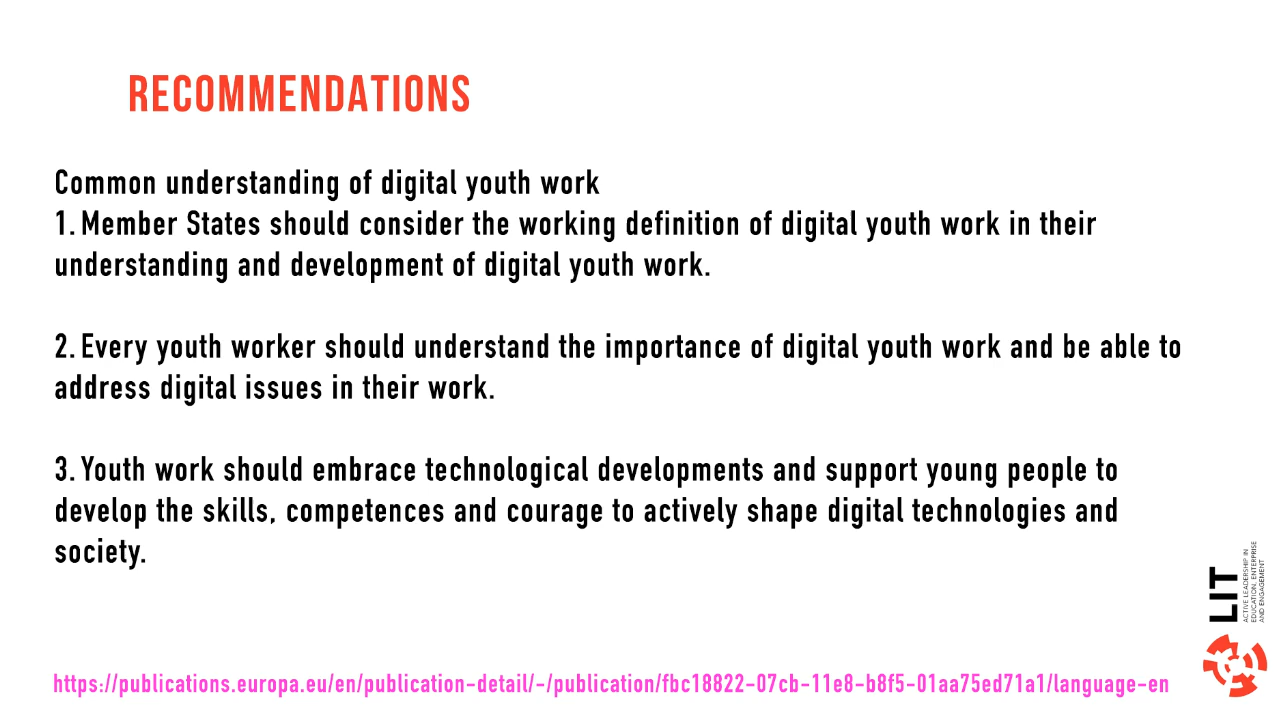 RECOMMENDATIONS
Common understanding of digital youth work
1. Member States should consider the working definition of digital youth work in their
understanding and development of digital youth work.
2. Every youth worker should understand the importance of digital youth work and be able to
address digital issues in their work.
3. Youth work should embrace technological developments and support young people to
develop the skills, competences and courage to actively shape digital technologies and
society.
LIT
ACTIVE LEADERSHIP IN
EDUCATION, ENTERPRISE
AND ENGAGEMENT
https://publications.europa.eu/en/publication-detail/-/publication/fbc18822-07cb-11e8-b8f5-01aa75ed71a1/language-en